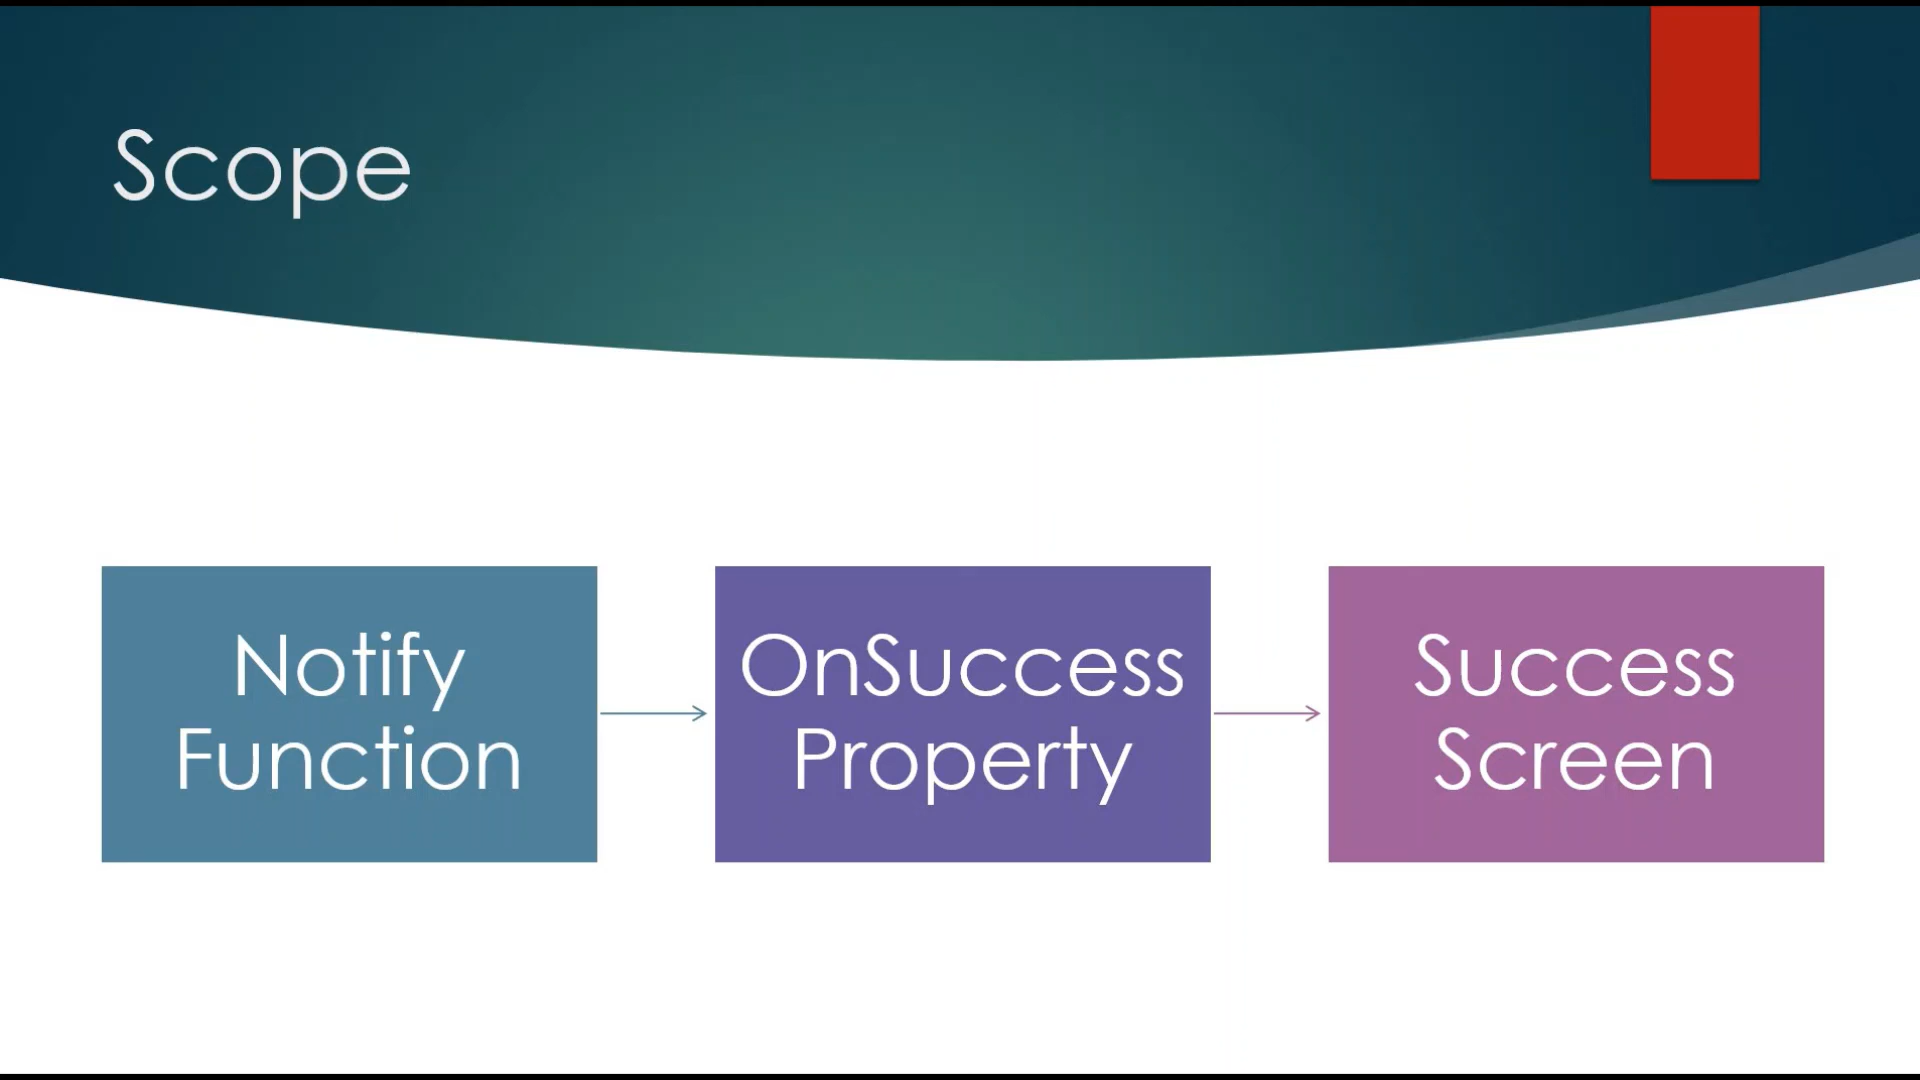 Scope
Notify
Function
OnSuccess
Property
Success
Screen